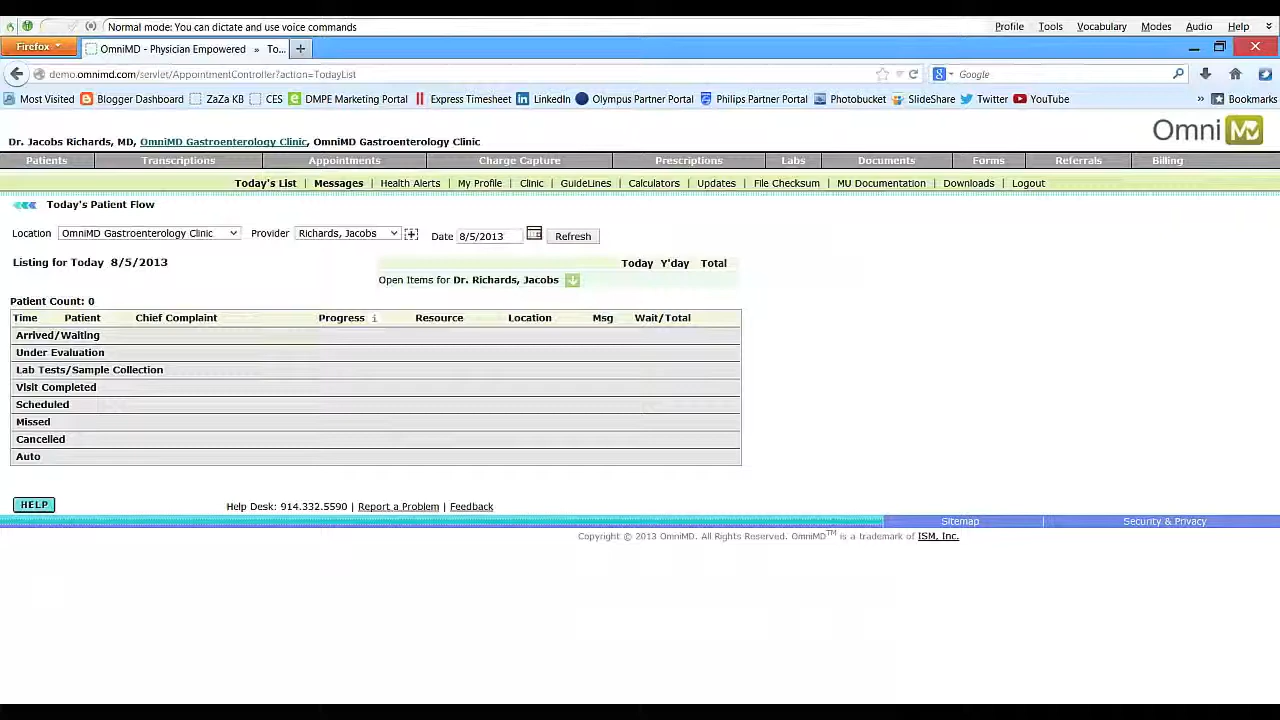 Normal mode: You can dictate and use voice commands Profile Tools Vocabulary Modes Audio Help
Firefox OmniMD - Physician Empowered » To...
demo.omnimd.com/servlet/AppointmentController?action=TodayList Google
Most Visited Blogger Dashboard ZaZa KB CES DMPE Marketing Portal Express Timesheet LinkedIn Olympus Partner Portal Philips Partner Portal Photobucket SlideShare Twitter YouTube » Bookmarks
Omni MD
Dr. Jacobs Richards, MD, OmniMD Gastroenterology Clinic, OmniMD Gastroenterology Clinic
Patients Transcriptions Appointments Charge Capture Prescriptions Labs Documents Forms Referrals Billing
Today's List | Messages | Health Alerts | My Profile | Clinic | GuideLines | Calculators | Updates | File Checksum | MU Documentation | Downloads | Logout
Today's Patient Flow
Location OmniMD Gastroenterology Clinic Provider Richards, Jacobs [+] Date 8/5/2013 Refresh
Listing for Today 8/5/2013 Today Y'day Total
Open Items for Dr. Richards, Jacobs
Patient Count: 0
Time Patient Chief Complaint Progress i Resource Location Msg Wait/Total
Arrived/Waiting
Under Evaluation
Lab Tests/Sample Collection
Visit Completed
Scheduled
Missed
Cancelled
Auto
HELP Help Desk: 914.332.5590 | Report a Problem | Feedback
Sitemap Security & Privacy
Copyright © 2013 OmniMD. All Rights Reserved. OmniMD™ is a trademark of ISM, Inc.